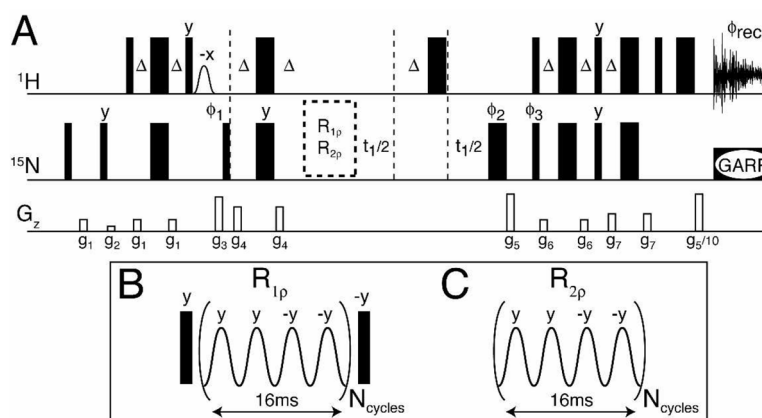 A
y
-x
y
ϕrec
Δ Δ Δ Δ Δ Δ Δ Δ Δ
¹H
y
ϕ₁
y
R₁ρ
R₂ρ
t₁/2
t₁/2
ϕ₂
ϕ₃
y
¹⁵N
GARP
Gz
g₁ g₂ g₁ g₁ g₃ g₄ g₄ g₅ g₆ g₆ g₇ g₇ g₅/10
B
R₁ρ
y
y y -y -y
-y
16ms
Ncycles
C
R₂ρ
y y -y -y
16ms
Ncycles